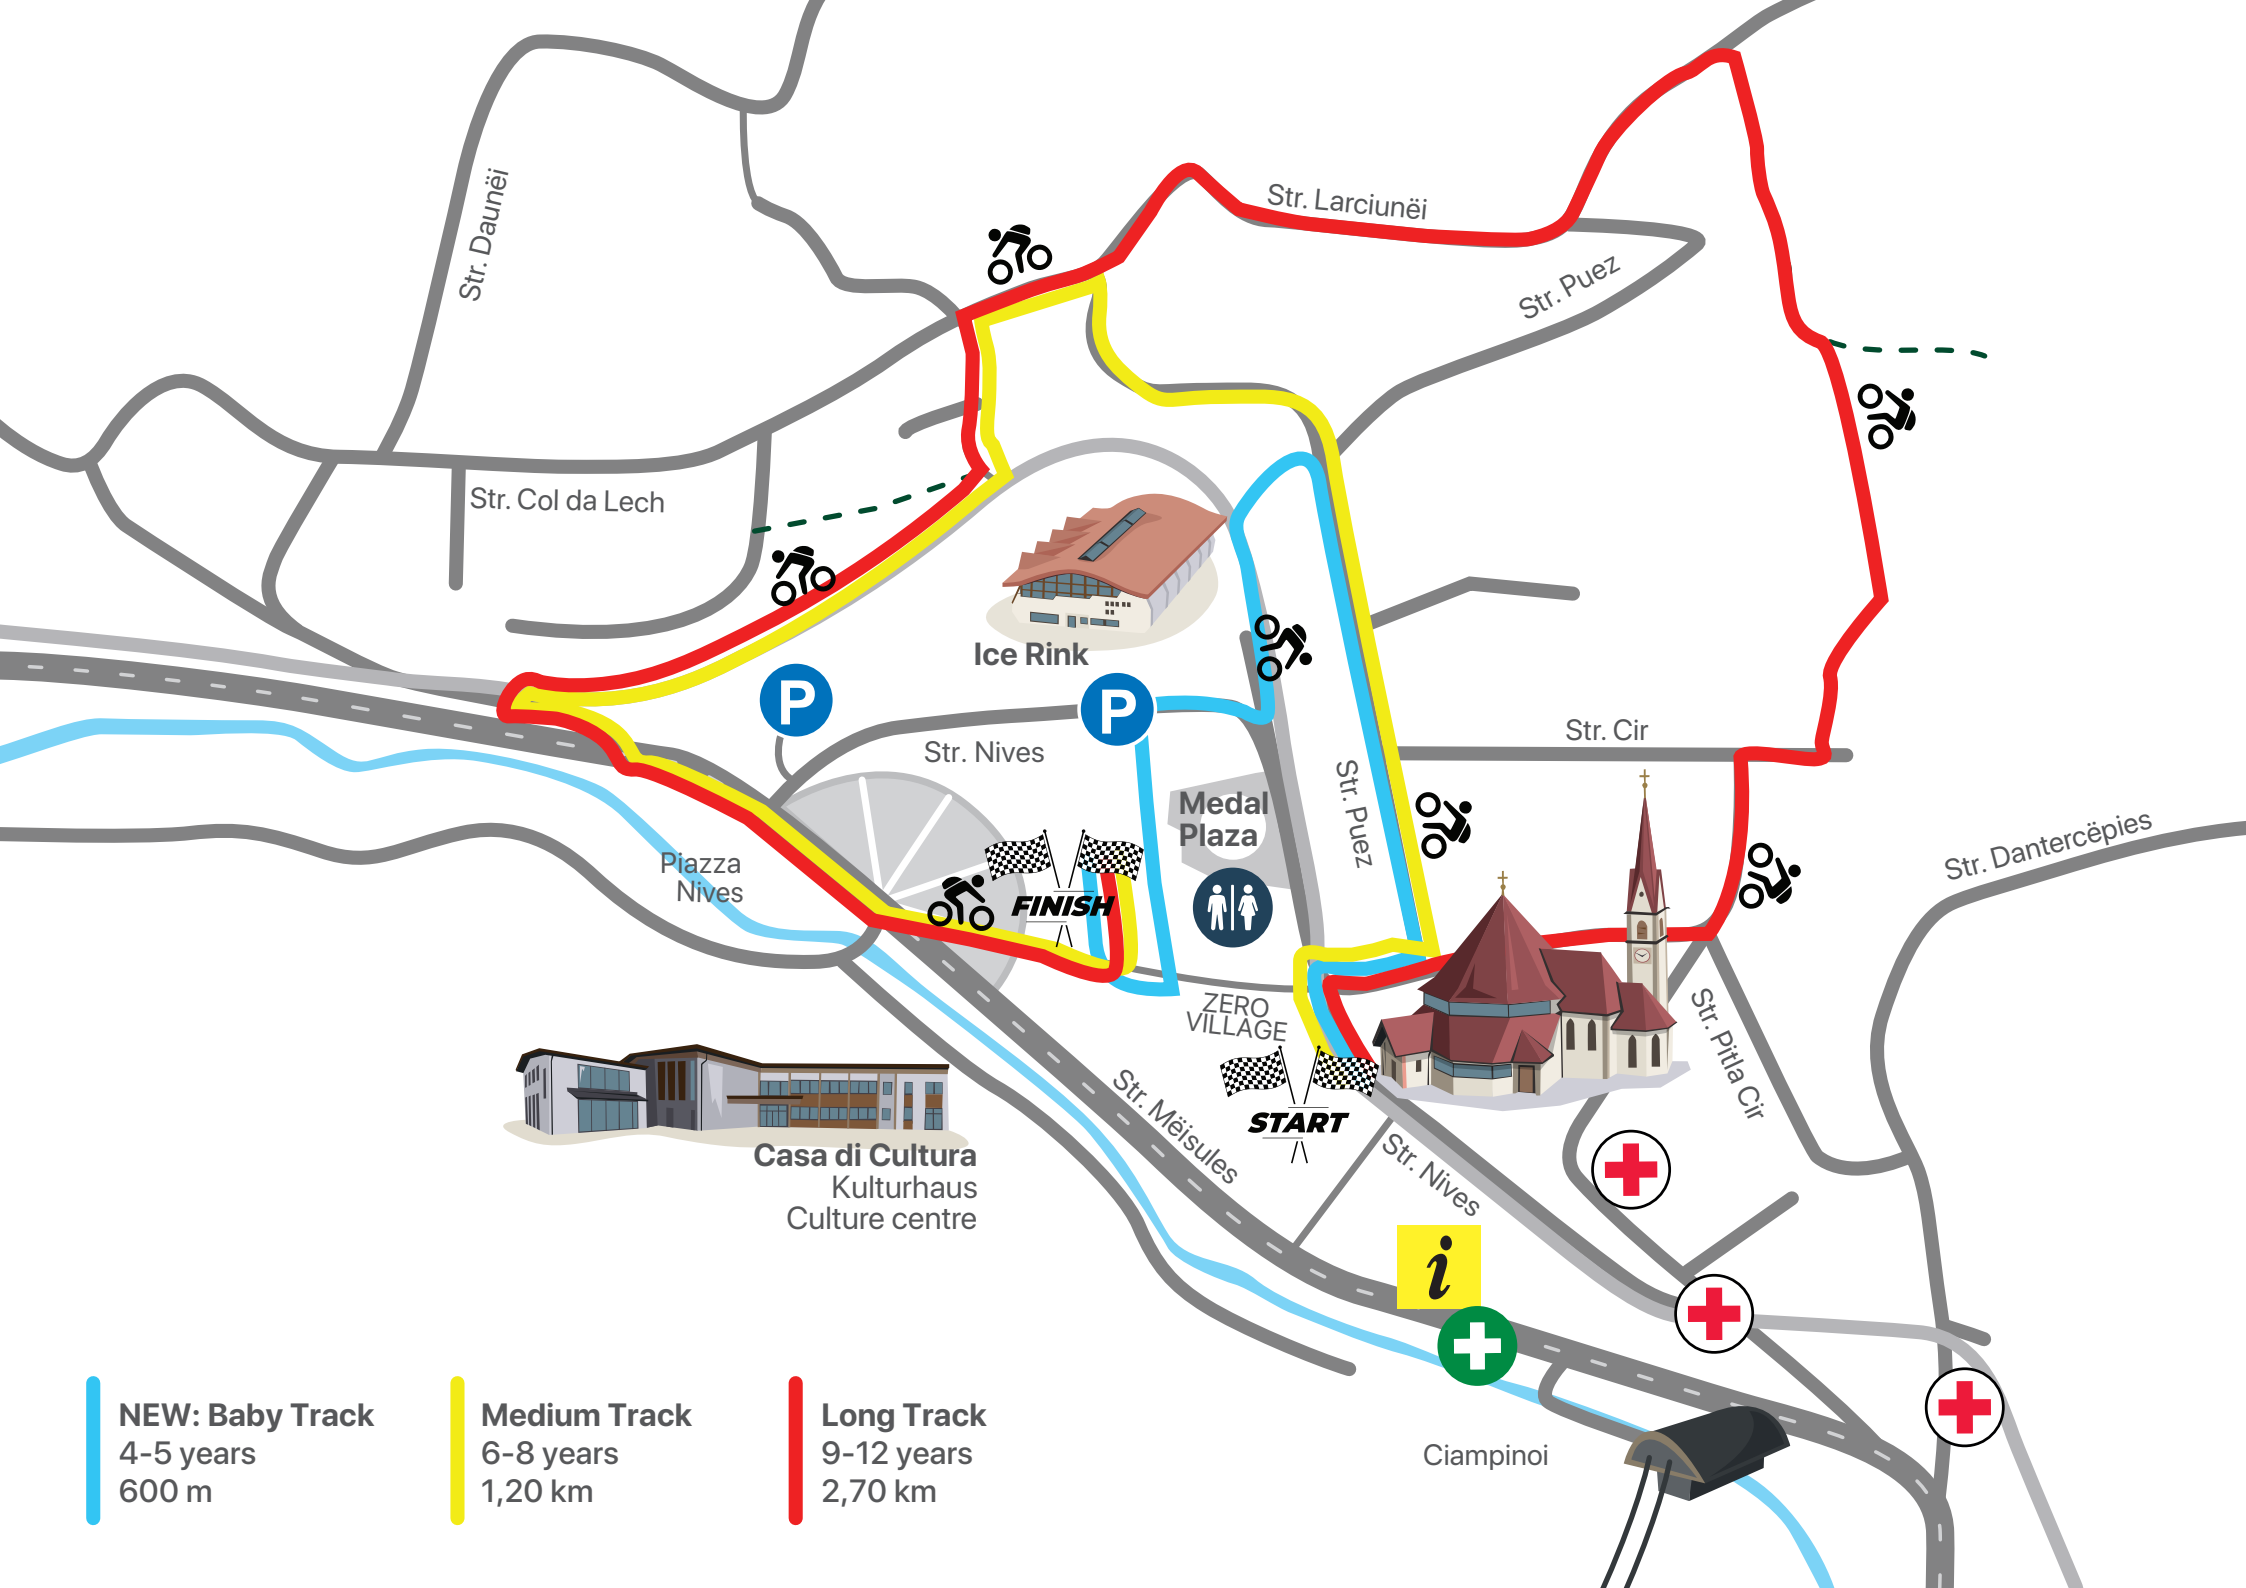 Str. Daunëi
Str. Larciunëi
Str. Puez
Str. Col da Lech
Ice Rink
P
P
Str. Nives
Str. Cir
Str. Puez
Medal
Plaza
Piazza
Nives
FINISH
Str. Dantercëpies
ZERO
VILLAGE
Str. Pitla Cir
START
Str. Mëisules
Str. Nives
Casa di Cultura
Kulturhaus
Culture centre
i
Ciampinoi
NEW: Baby Track
4-5 years
600 m
Medium Track
6-8 years
1,20 km
Long Track
9-12 years
2,70 km